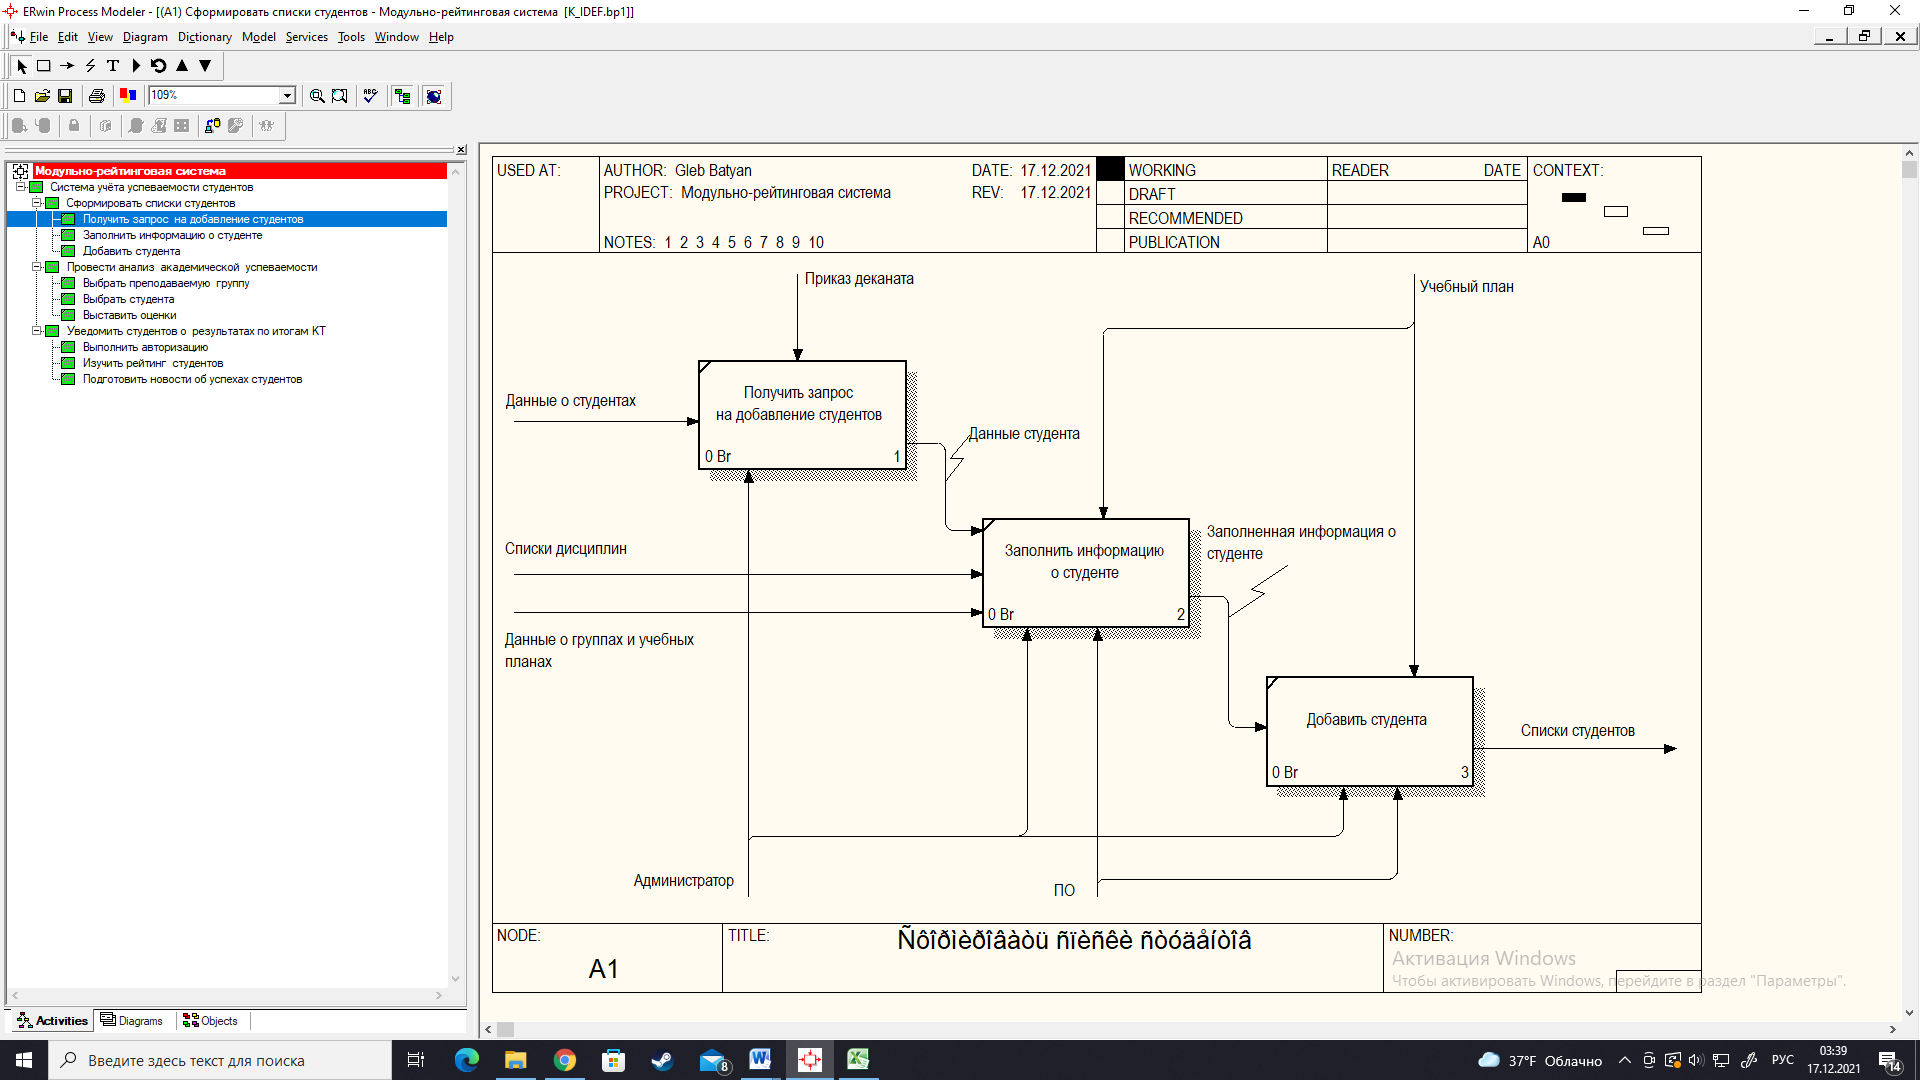 ERwin Process Modeler - [(A1) Сформировать списки студентов - Модульно-рейтинговая система  [K_IDEF.bp1]]
File Edit View Diagram Dictionary Model Services Tools Window Help
109%
ABC
Модульно-рейтинговая система
Система учёта успеваемости студентов
Сформировать списки студентов
Получить запрос на добавление студентов
Заполнить информацию о студенте
Добавить студента
Провести анализ академической успеваемости
Выбрать преподаваемую группу
Выбрать студента
Выставить оценки
Уведомить студентов о результатах по итогам КТ
Выполнить авторизацию
Изучить рейтинг студентов
Подготовить новости об успехах студентов
Activities Diagrams Objects
USED AT:
AUTHOR: Gleb Batyan
DATE: 17.12.2021
PROJECT: Модульно-рейтинговая система
REV: 17.12.2021
NOTES: 1 2 3 4 5 6 7 8 9 10
WORKING
DRAFT
RECOMMENDED
PUBLICATION
READER DATE
CONTEXT:
A0
Приказ деканата
Учебный план
Данные о студентах
Получить запрос
на добавление студентов
0 Br 1
Данные студента
Списки дисциплин
Заполнить информацию
о студенте
0 Br 2
Заполненная информация о
студенте
Данные о группах и учебных
планах
Добавить студента
0 Br 3
Списки студентов
Администратор
ПО
NODE:
A1
TITLE:
Ñôîðìèðîâàòü ñïèñêè ñòóäåíòîâ
NUMBER:
Активация Windows
Чтобы активировать Windows, перейдите в раздел "Параметры".
Введите здесь текст для поиска
8
37°F Облачно
РУС
03:39
17.12.2021
14